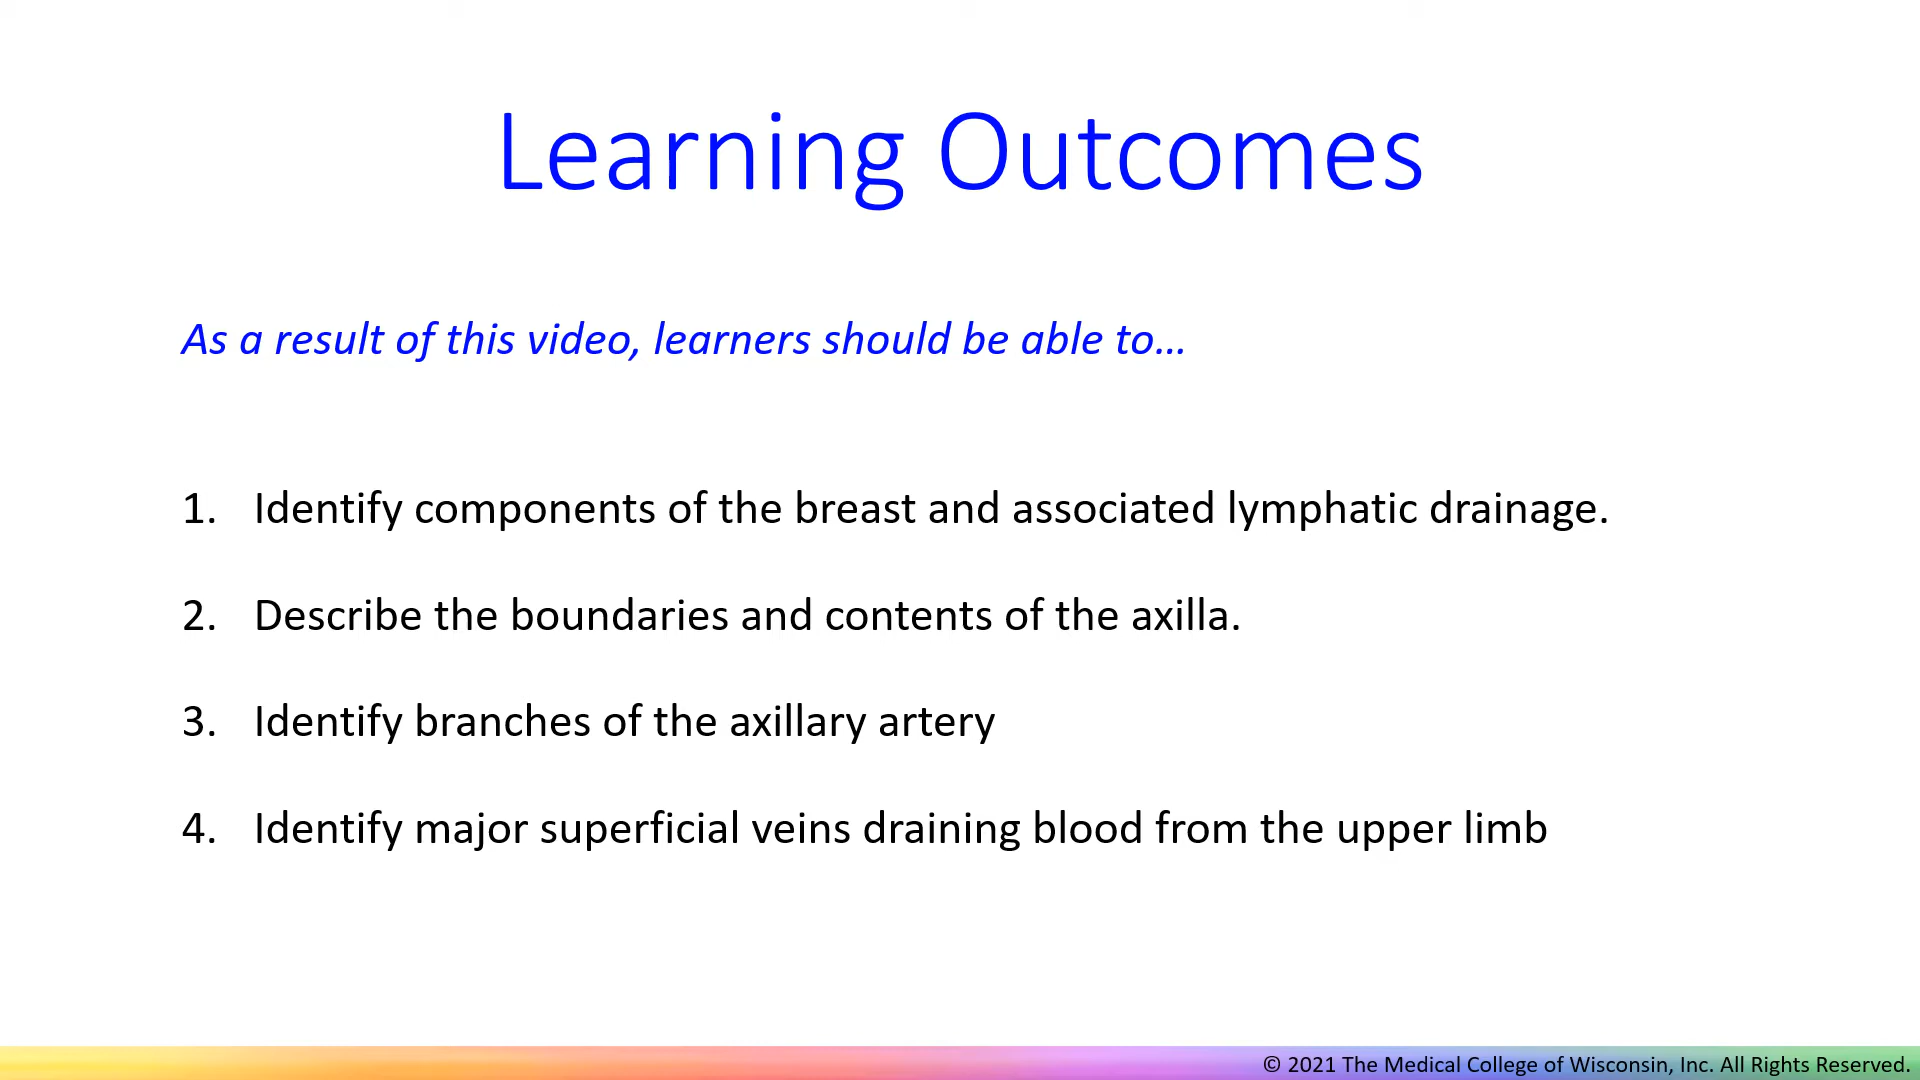 Learning Outcomes
As a result of this video, learners should be able to...
1. Identify components of the breast and associated lymphatic drainage.
2. Describe the boundaries and contents of the axilla.
3. Identify branches of the axillary artery
4. Identify major superficial veins draining blood from the upper limb
© 2021 The Medical College of Wisconsin, Inc. All Rights Reserved.